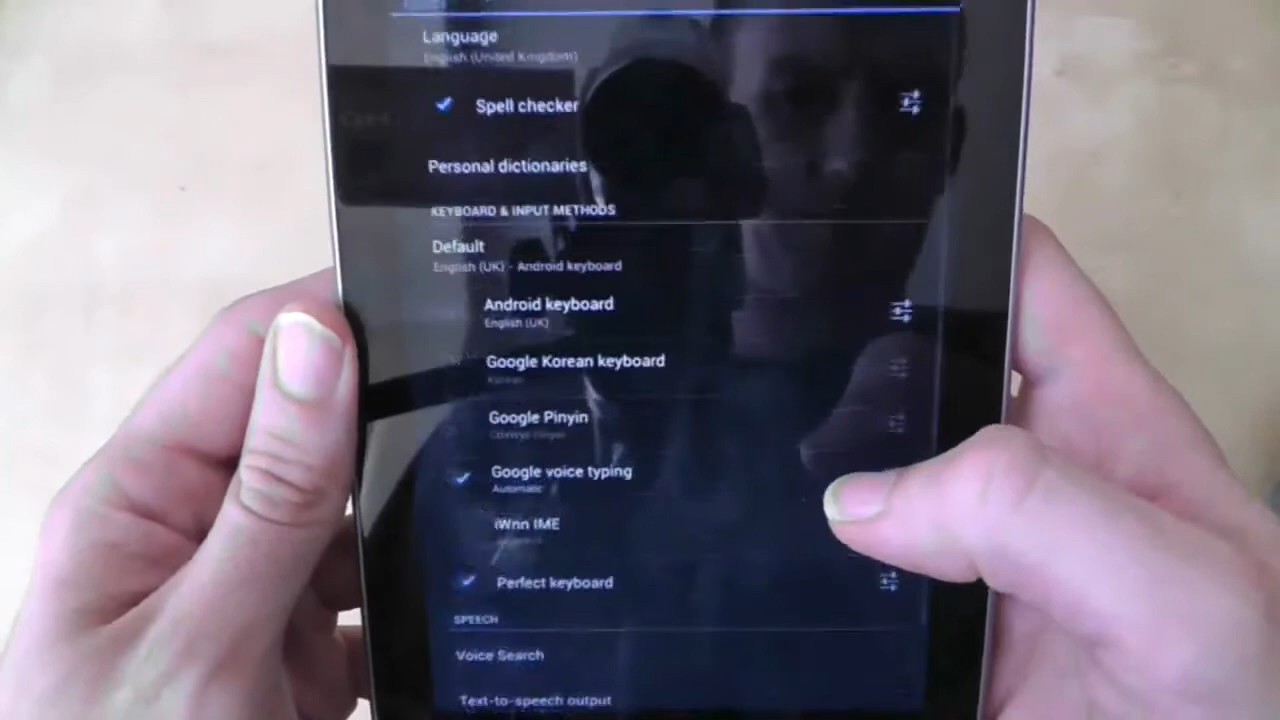 Language
English (United Kingdom)
Spell checker
Personal dictionaries
KEYBOARD & INPUT METHODS
Default
English (UK) - Android keyboard
Android keyboard
English (UK)
Google Korean keyboard
Korean
Google Pinyin
Google voice typing
Automatic
iWnn IME
Perfect keyboard
SPEECH
Voice Search
Text-to-speech output